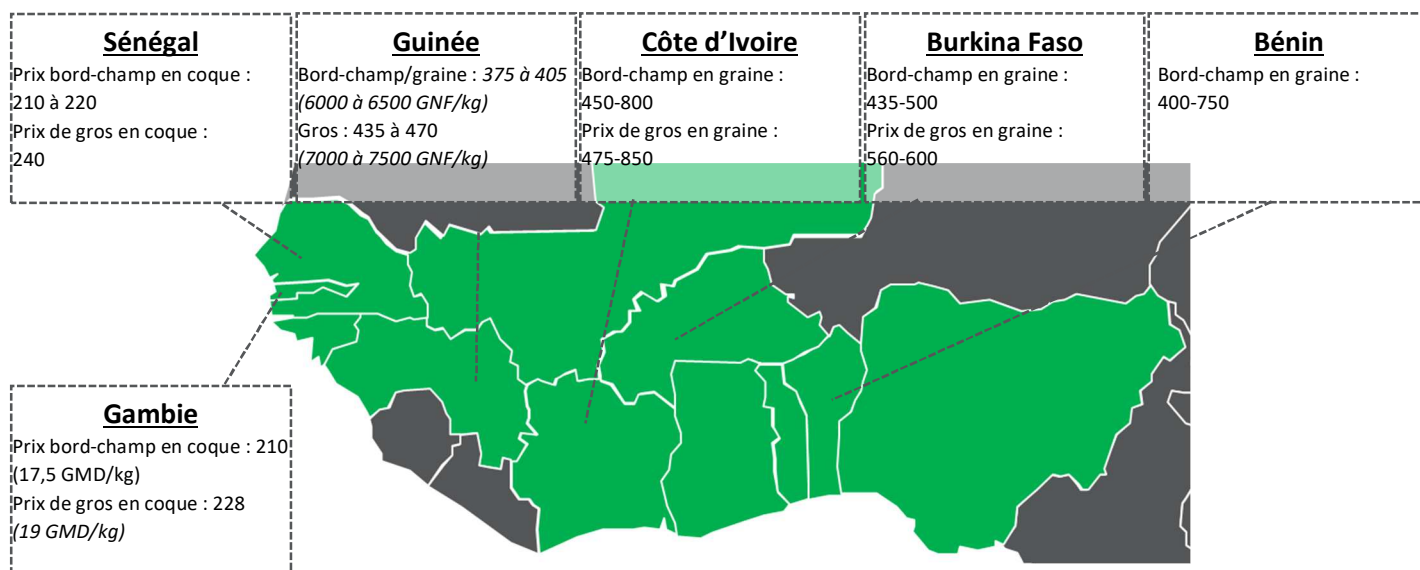 Sénégal
Prix bord-champ en coque :
210 à 220
Prix de gros en coque :
240
Guinée
Bord-champ/graine : 375 à 405
(6000 à 6500 GNF/kg)
Gros : 435 à 470
(7000 à 7500 GNF/kg)
Côte d’Ivoire
Bord-champ en graine :
450-800
Prix de gros en graine :
475-850
Burkina Faso
Bord-champ en graine :
435-500
Prix de gros en graine :
560-600
Bénin
Bord-champ en graine :
400-750
Gambie
Prix bord-champ en coque : 210
(17,5 GMD/kg)
Prix de gros en coque : 228
(19 GMD/kg)